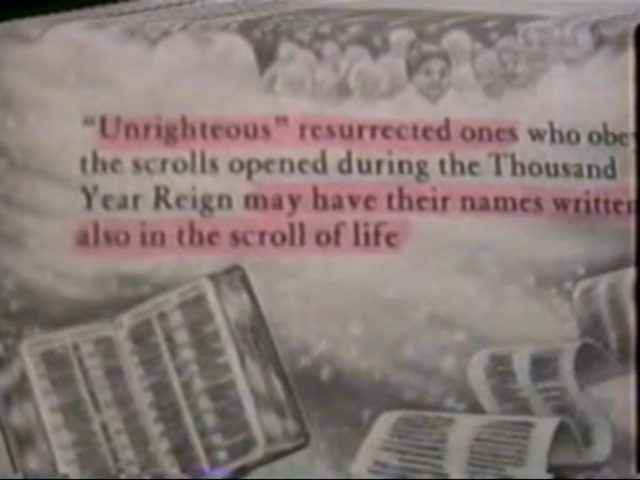 "Unrighteous" resurrected ones who obe
the scrolls opened during the Thousand
Year Reign may have their names written
also in the scroll of life